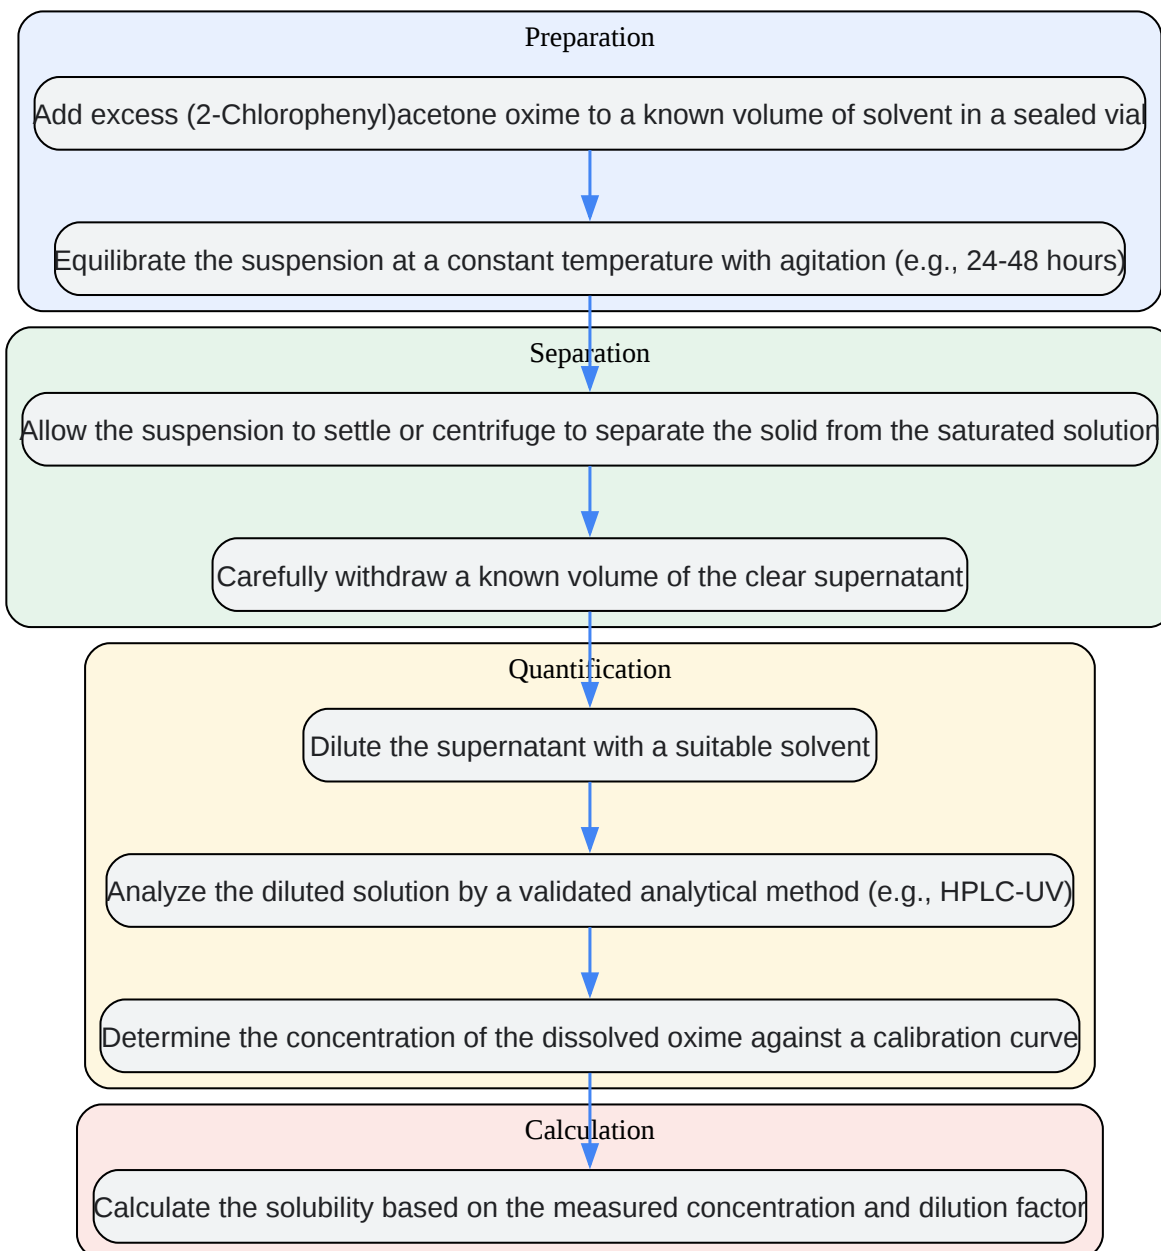 Preparation
Add excess (2-Chlorophenyl)acetone oxime to a known volume of solvent in a sealed vial
Equilibrate the suspension at a constant temperature with agitation (e.g., 24-48 hours)
Separation
Allow the suspension to settle or centrifuge to separate the solid from the saturated solution
Carefully withdraw a known volume of the clear supernatant
Quantification
Dilute the supernatant with a suitable solvent
Analyze the diluted solution by a validated analytical method (e.g., HPLC-UV)
Determine the concentration of the dissolved oxime against a calibration curve
Calculation
Calculate the solubility based on the measured concentration and dilution factor